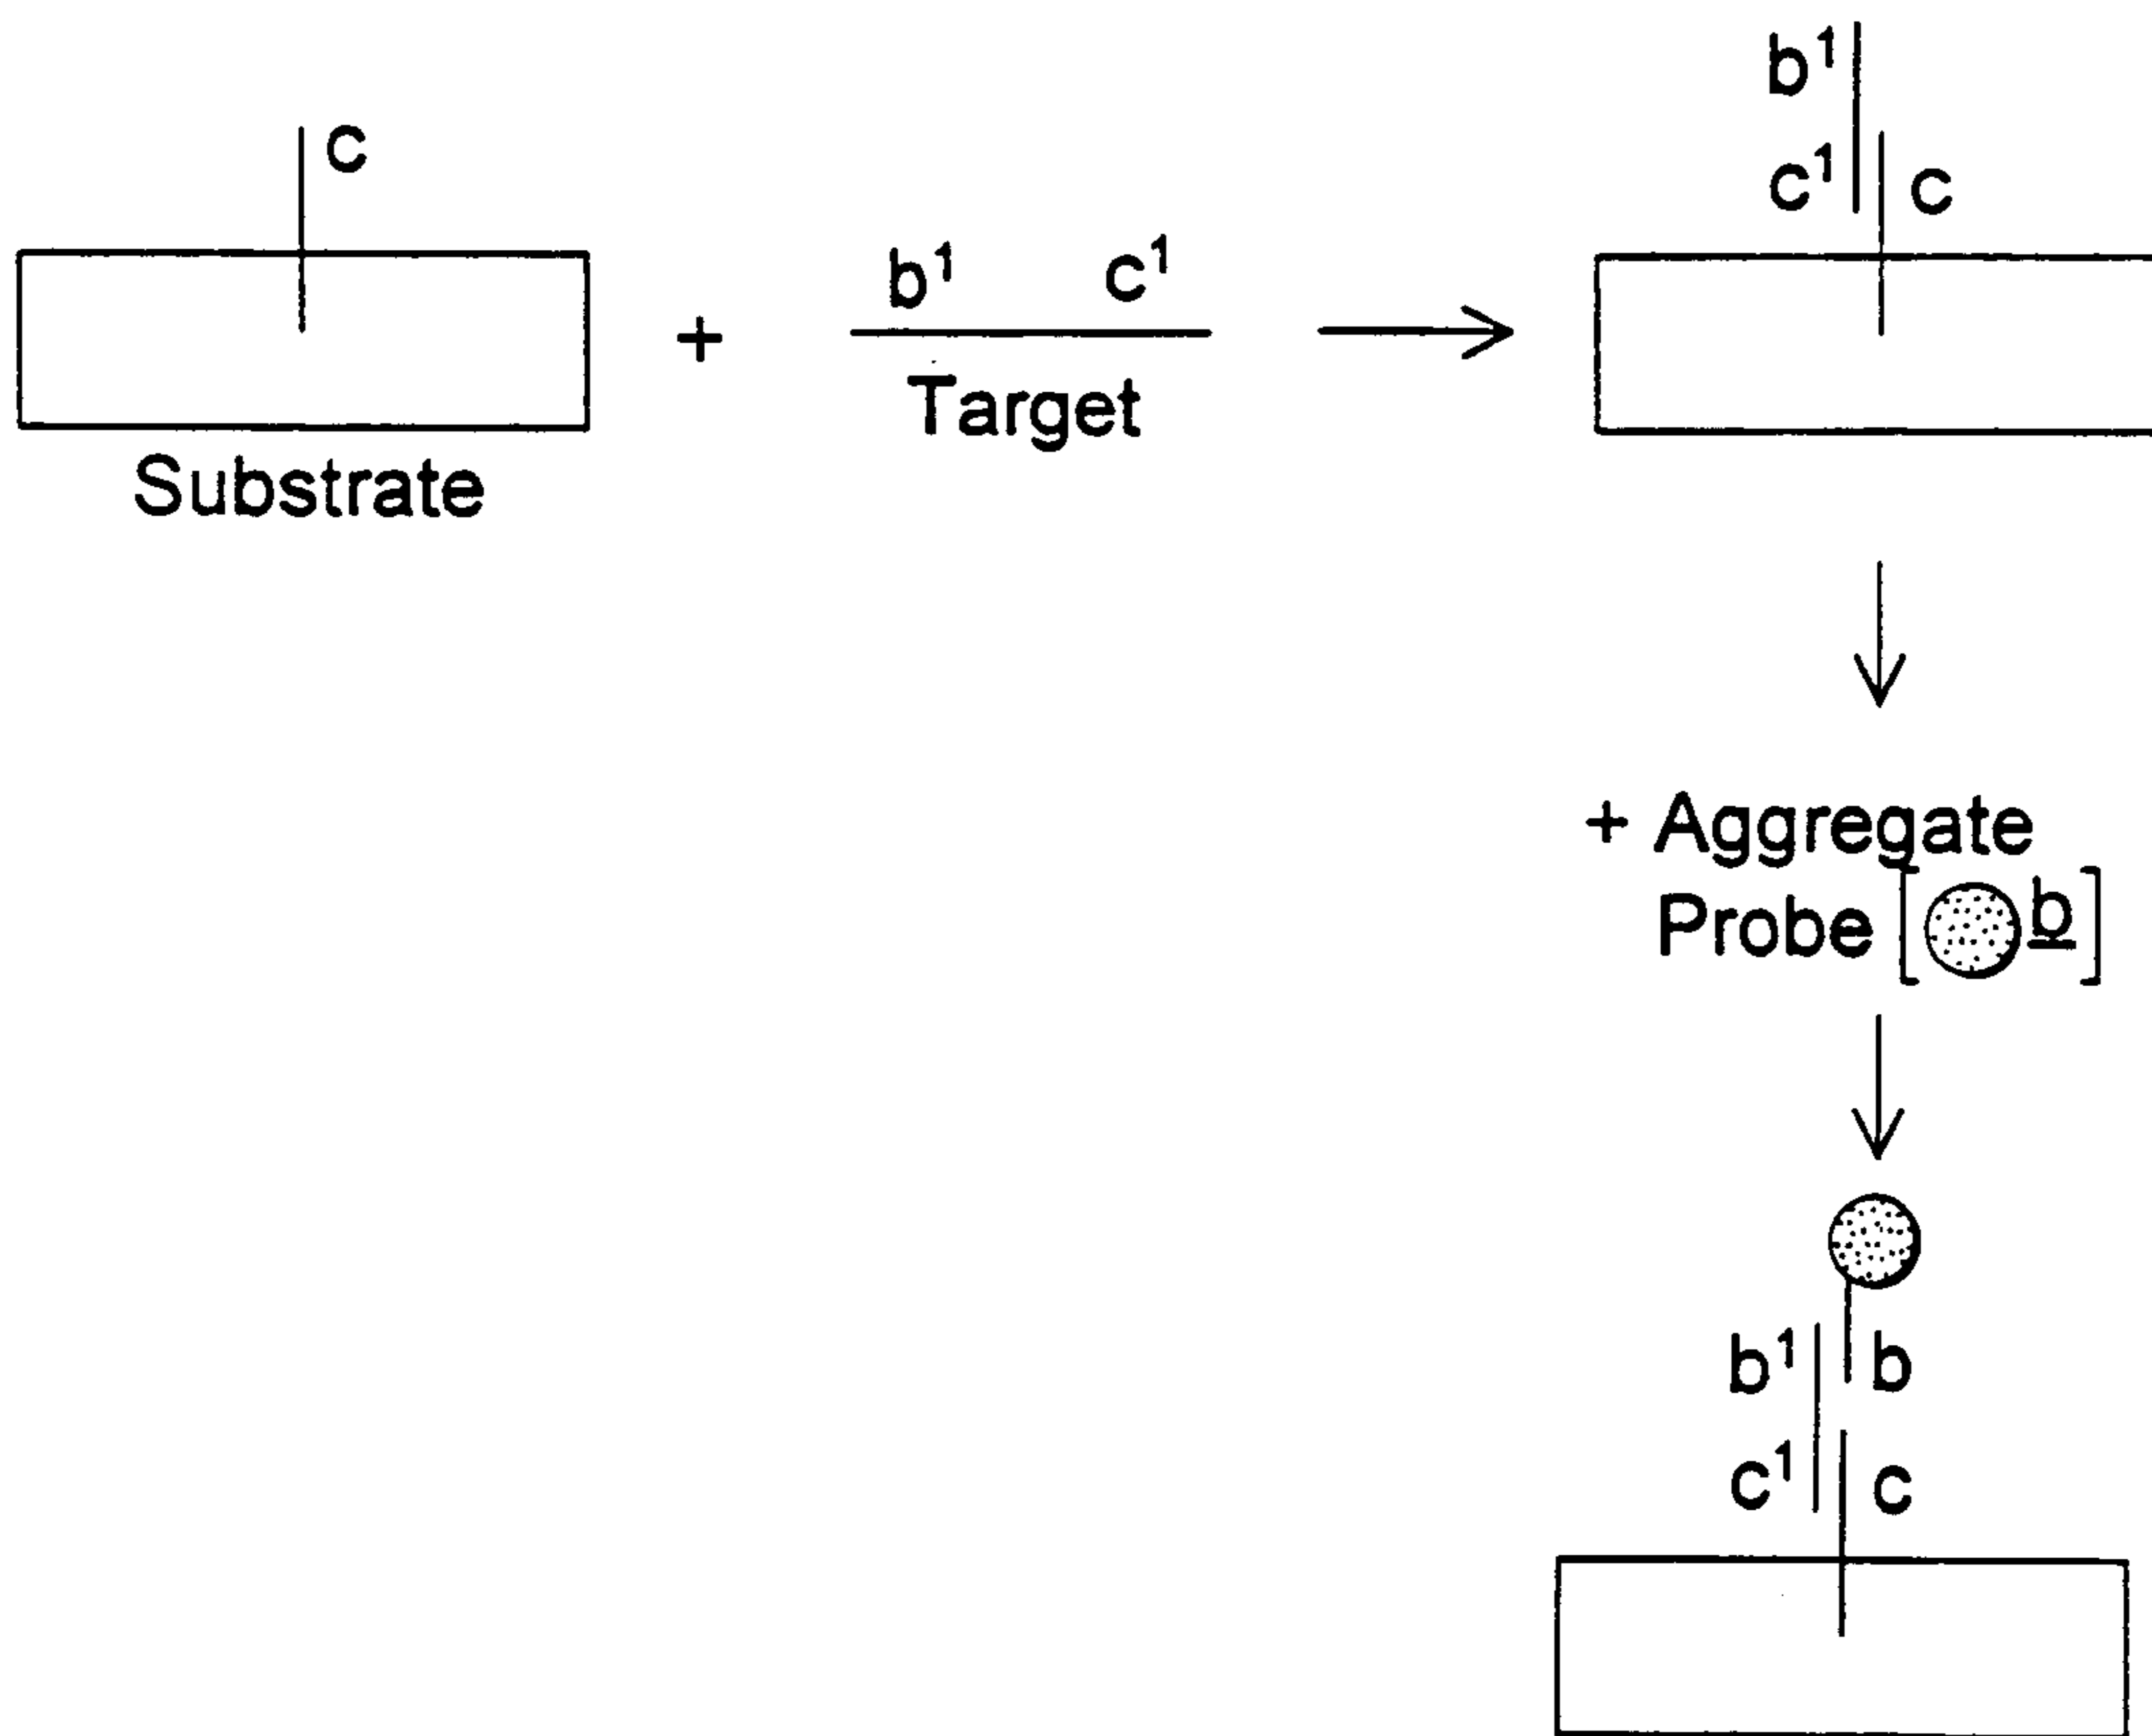 c
Substrate
+
b¹ c¹
Target
b¹
c¹ c
+ Aggregate
Probe [ b ]
b¹ b
c¹ c